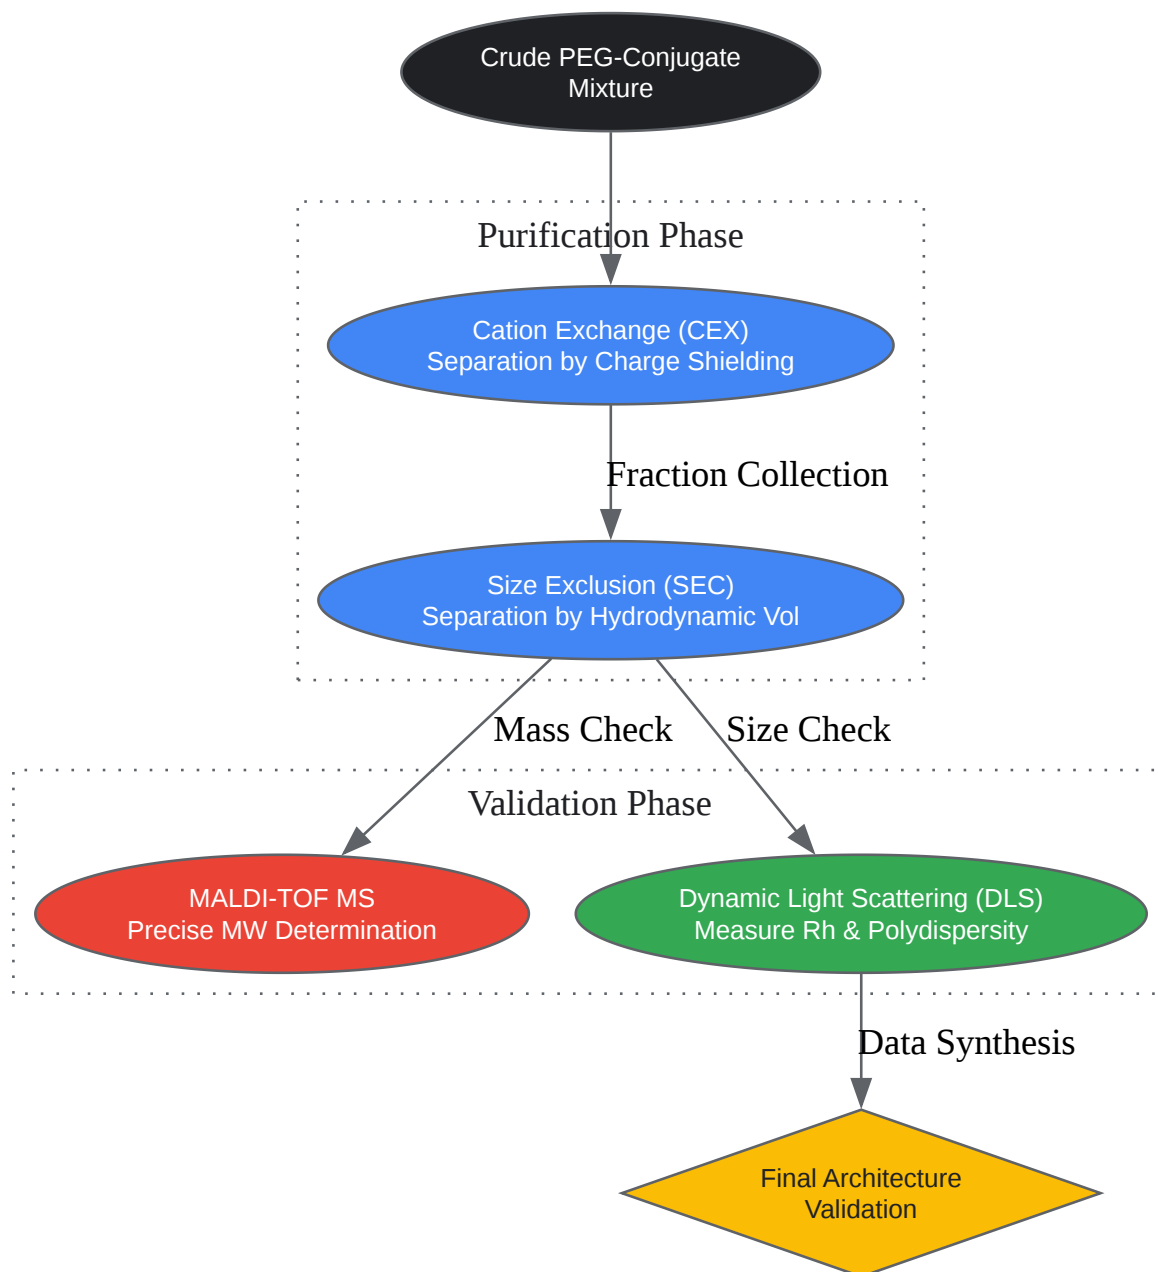 Crude PEG-Conjugate
Mixture
Purification Phase
Cation Exchange (CEX)
Separation by Charge Shielding
Fraction Collection
Size Exclusion (SEC)
Separation by Hydrodynamic Vol
Mass Check
Size Check
Validation Phase
MALDI-TOF MS
Precise MW Determination
Dynamic Light Scattering (DLS)
Measure Rh & Polydispersity
Data Synthesis
Final Architecture
Validation